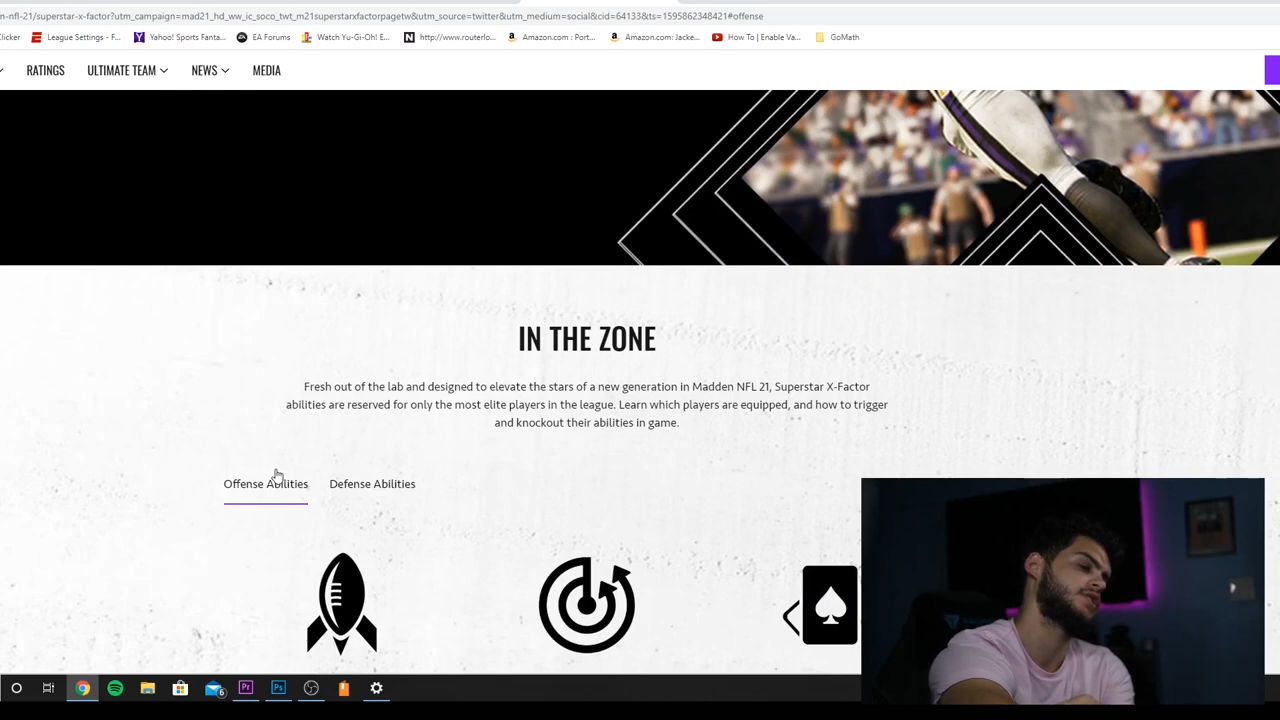 n-nfl-21/superstar-x-factor?utm_campaign=mad21_hd_ww_ic_soco_twt_m21superstarxfactorpagetw&utm_source=twitter&utm_medium=social&cid=64133&ts=1595862348421#offense
licker League Settings - F... Yahoo! Sports Fanta... EA Forums Watch Yu-Gi-Oh! E... http://www.routerlo... Amazon.com : Port... Amazon.com: Jacke... How To | Enable Va... GoMath
RATINGS ULTIMATE TEAM NEWS MEDIA
IN THE ZONE
Fresh out of the lab and designed to elevate the stars of a new generation in Madden NFL 21, Superstar X-Factor
abilities are reserved for only the most elite players in the league. Learn which players are equipped, and how to trigger
and knockout their abilities in game.
Offense Abilities Defense Abilities
Pr Ps
6